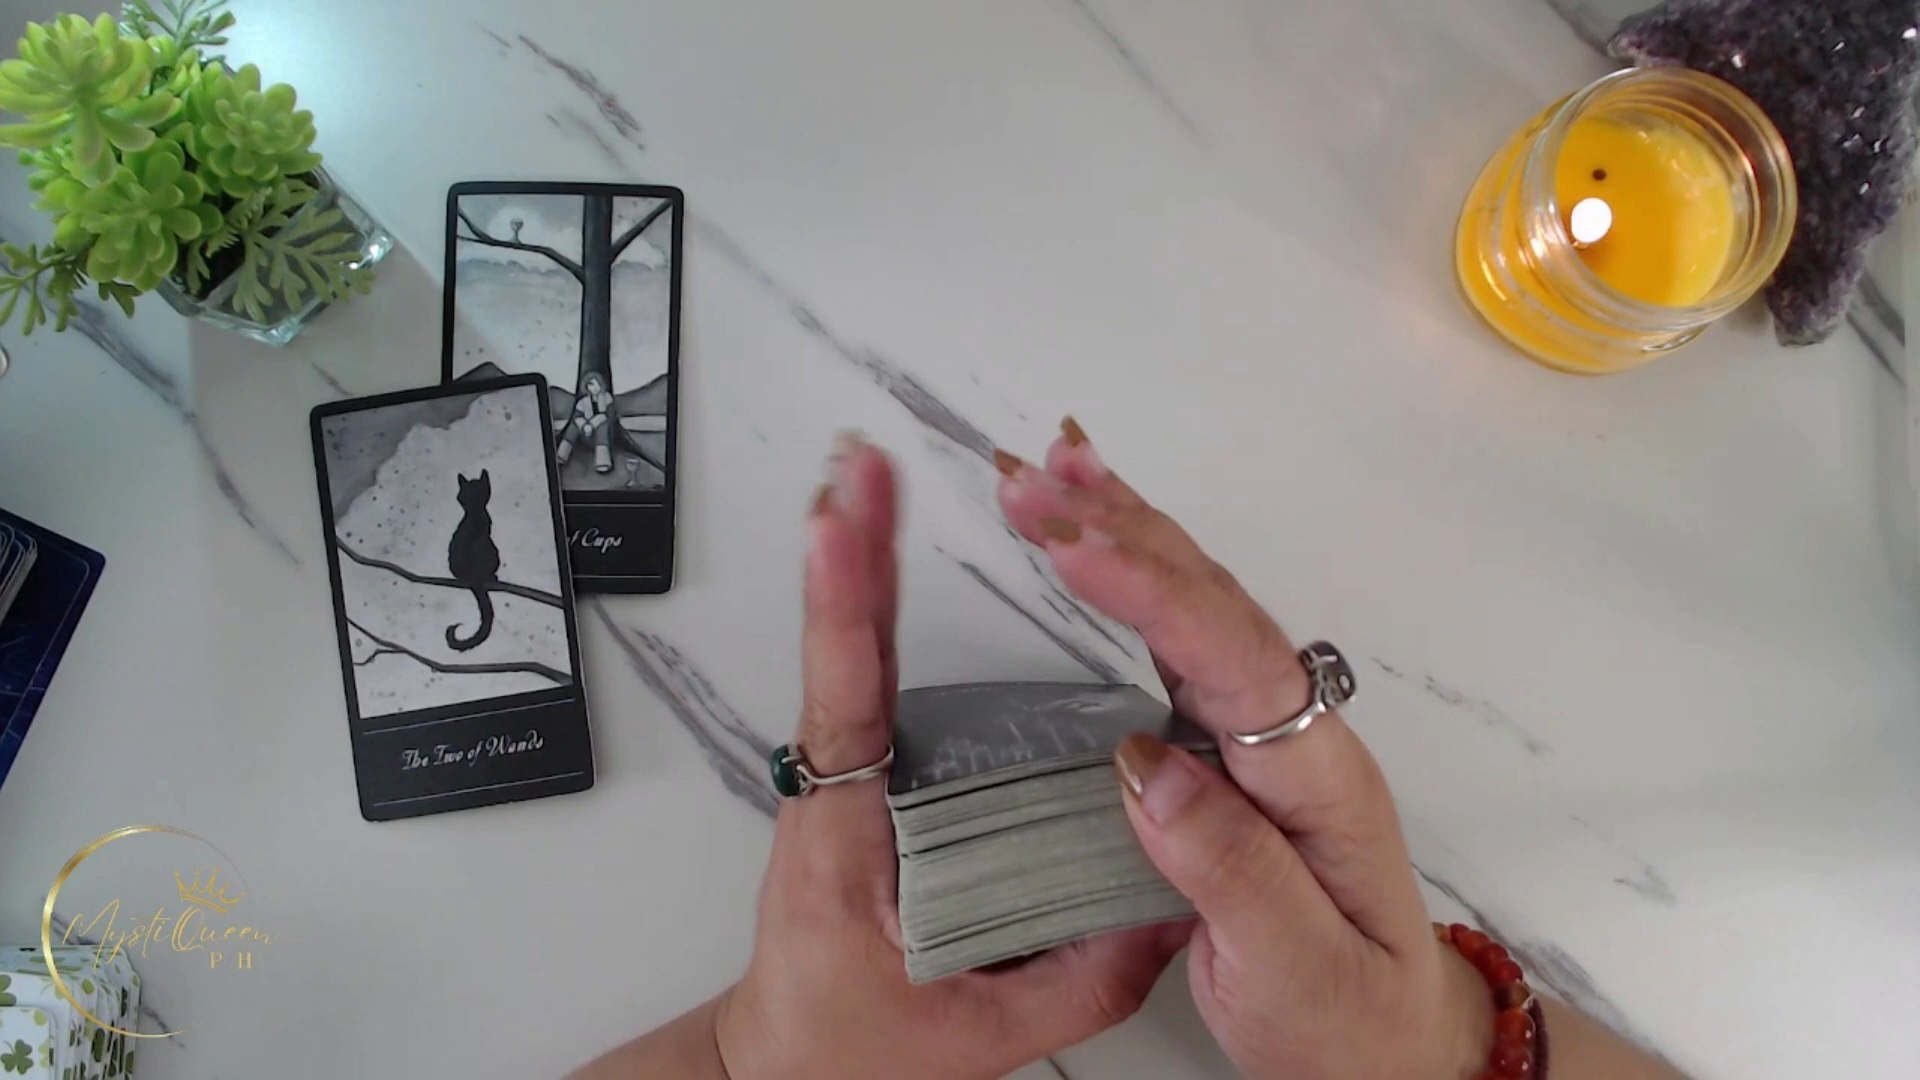 Cups
The Two of Wands
MystiQueen
PH